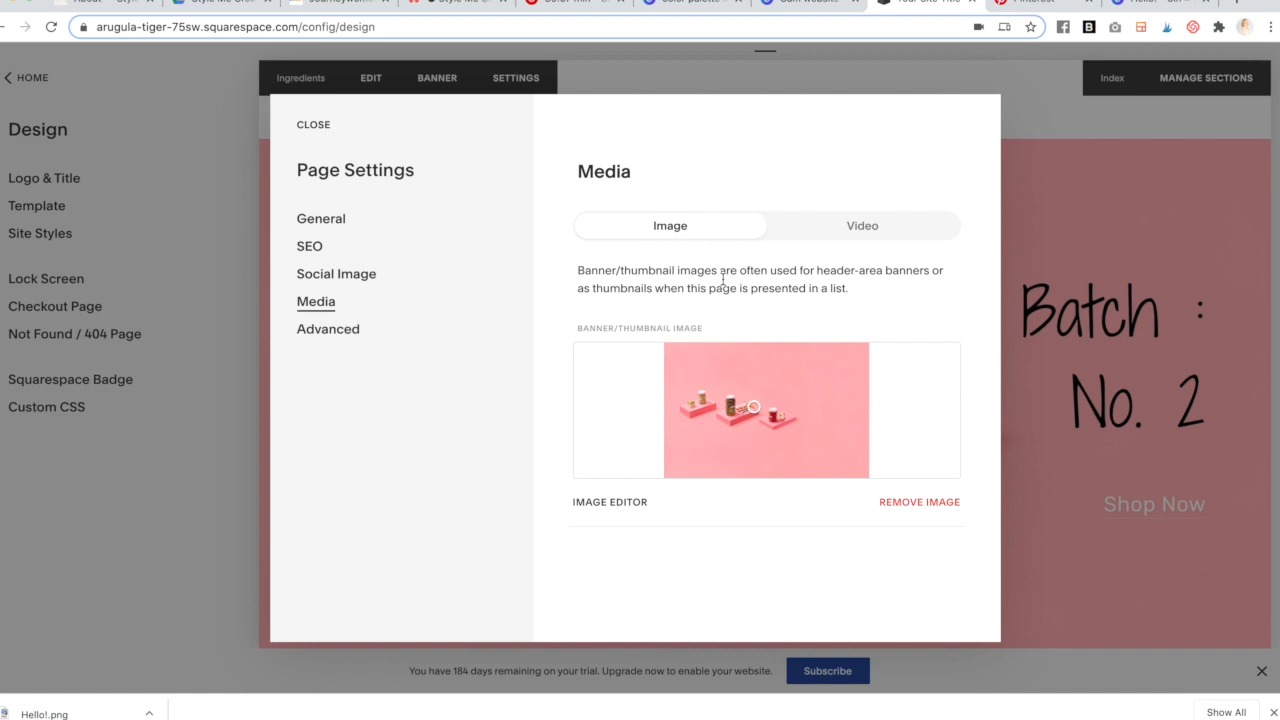 arugula-tiger-75sw.squarespace.com/config/design
HOME
Ingredients EDIT BANNER SETTINGS
Index MANAGE SECTIONS
Design
Logo & Title
Template
Site Styles
Lock Screen
Checkout Page
Not Found / 404 Page
Squarespace Badge
Custom CSS
CLOSE
Page Settings
General
SEO
Social Image
Media
Advanced
Media
Image Video
Banner/thumbnail images are often used for header-area banners or
as thumbnails when this page is presented in a list.
BANNER/THUMBNAIL IMAGE
IMAGE EDITOR REMOVE IMAGE
Batch :
No. 2
Shop Now
You have 184 days remaining on your trial. Upgrade now to enable your website. Subscribe
Hello!.png
Show All